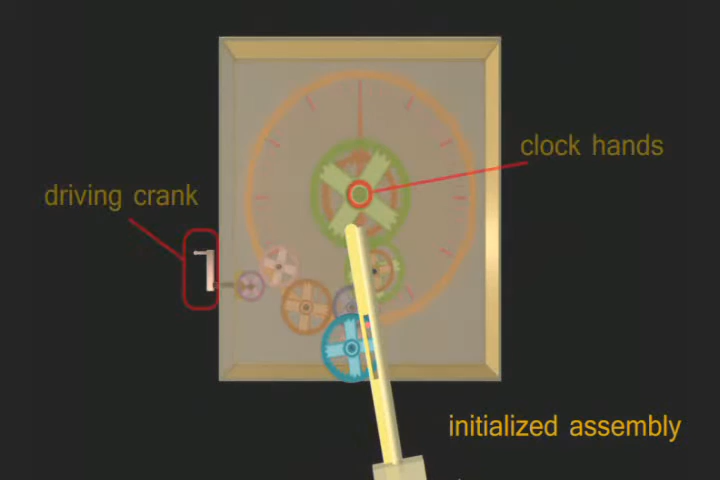 clock hands
driving crank
initialized assembly